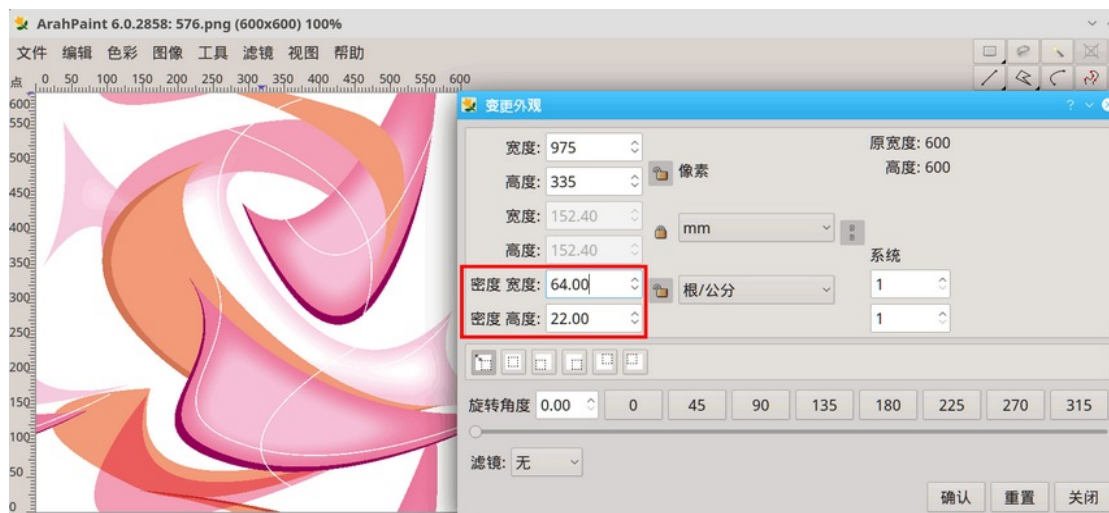 ArahPaint 6.0.2858: 576.png (600x600) 100%
文件 编辑 色彩 图像 工具 滤镜 视图 帮助
点 0 50 100 150 200 250 300 350 400 450 500 550 600
600
550
500
450
400
350
300
250
200
150
100
50
0
变更外观
宽度: 975
高度: 335
像素
原宽度: 600
高度: 600
宽度: 152.40
高度: 152.40
mm
密度 宽度: 64.00
密度 高度: 22.00
根/公分
系统
1
1
旋转角度 0.00 0 45 90 135 180 225 270 315
滤镜: 无
确认 重置 关闭